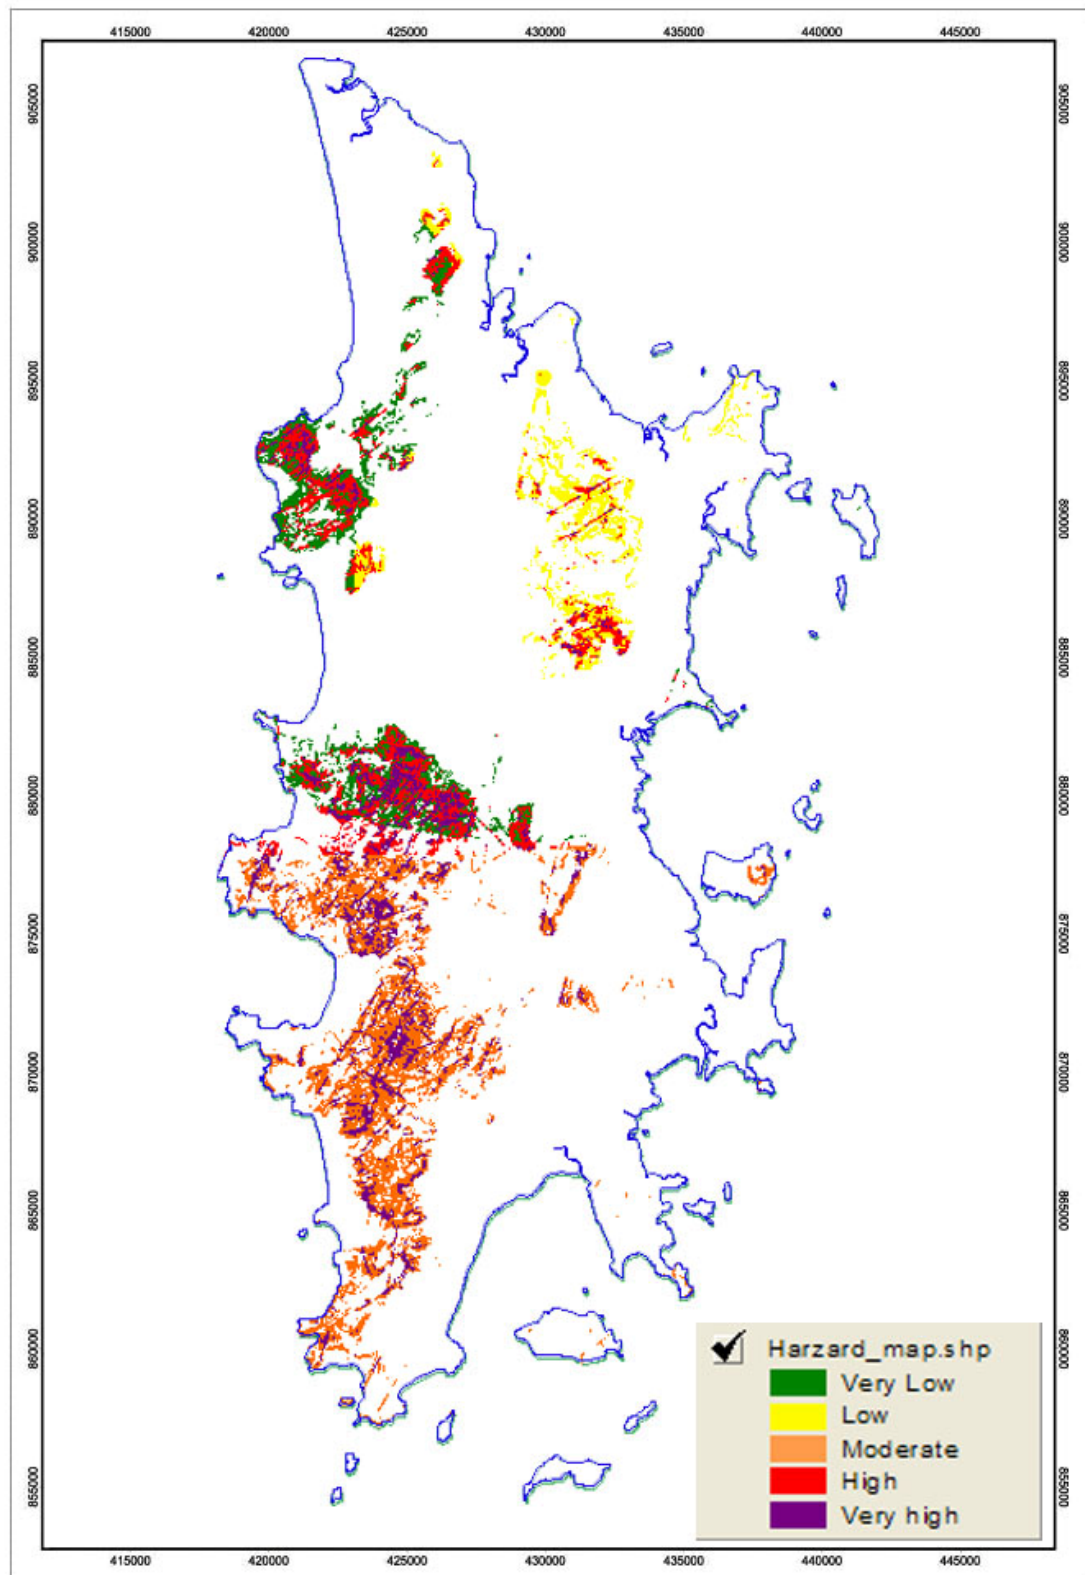 415000 420000 425000 430000 435000 440000 445000
905000 905000
900000 900000
895000 895000
890000 890000
885000 885000
880000 880000
875000 875000
870000 870000
865000 865000
860000 860000
855000 855000
Harzard_map.shp
Very Low
Low
Moderate
High
Very high
415000 420000 425000 430000 435000 440000 445000